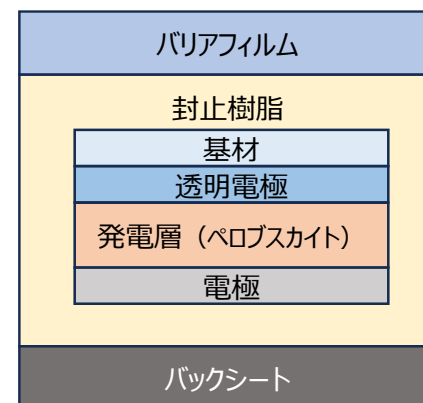 バリアフィルム
封止樹脂
基材
透明電極
発電層（ペロブスカイト）
電極
バックシート